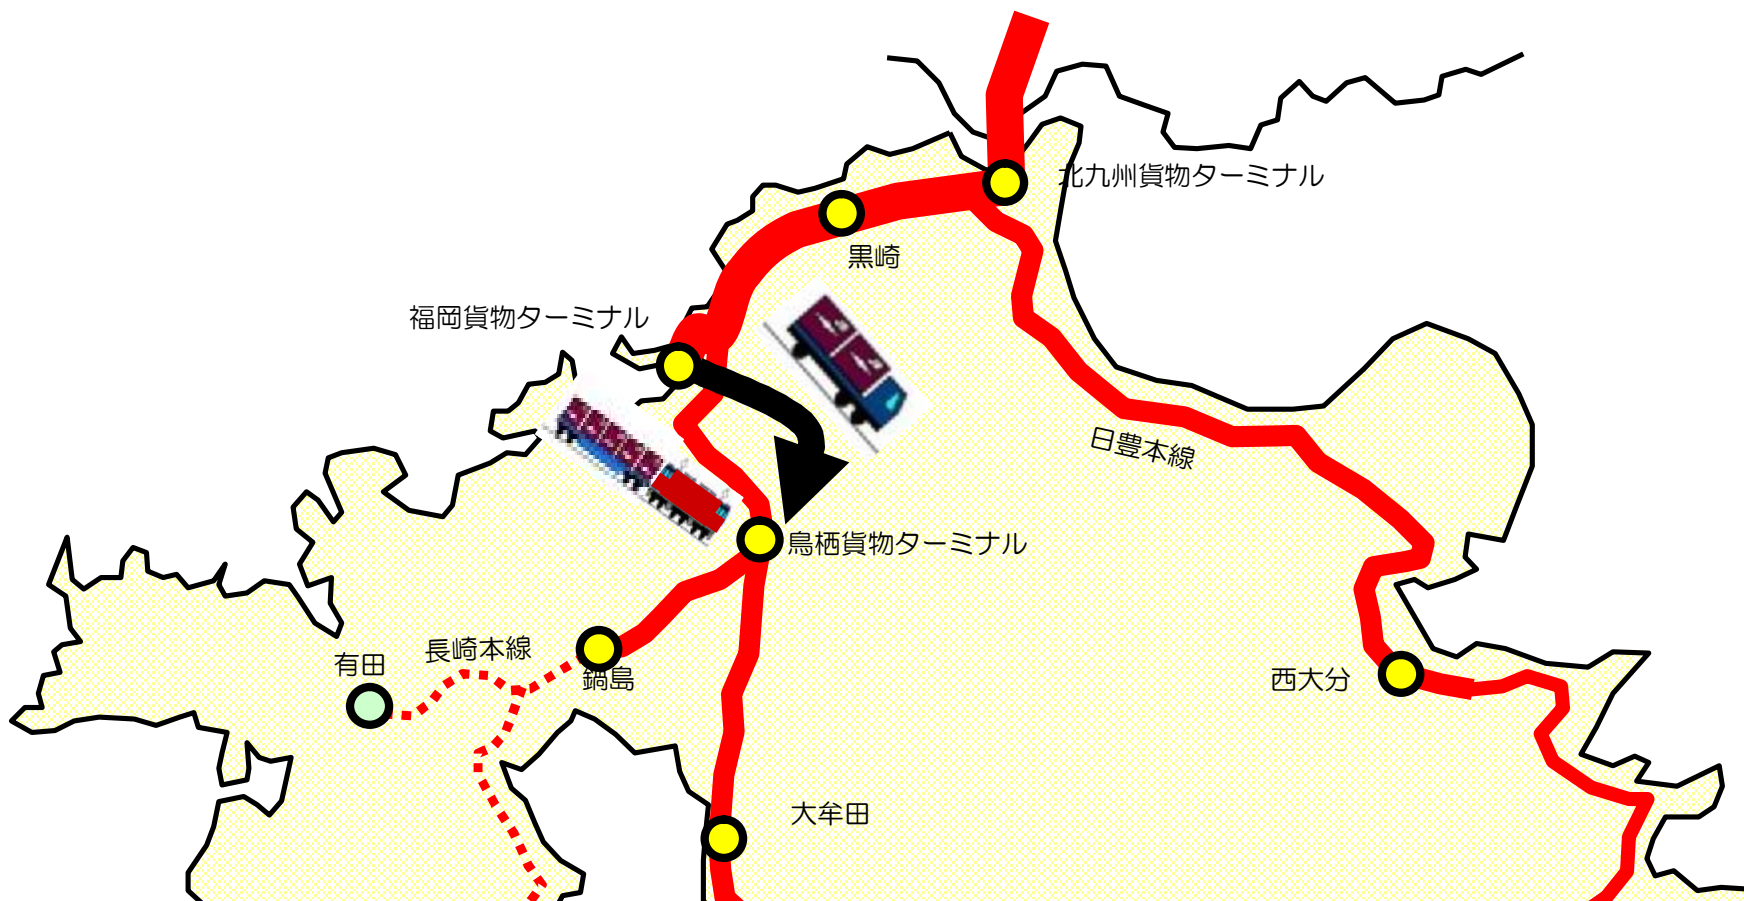 北九州貨物ターミナル
黒崎
福岡貨物ターミナル
日豊本線
鳥栖貨物ターミナル
長崎本線
有田
鍋島
西大分
大牟田